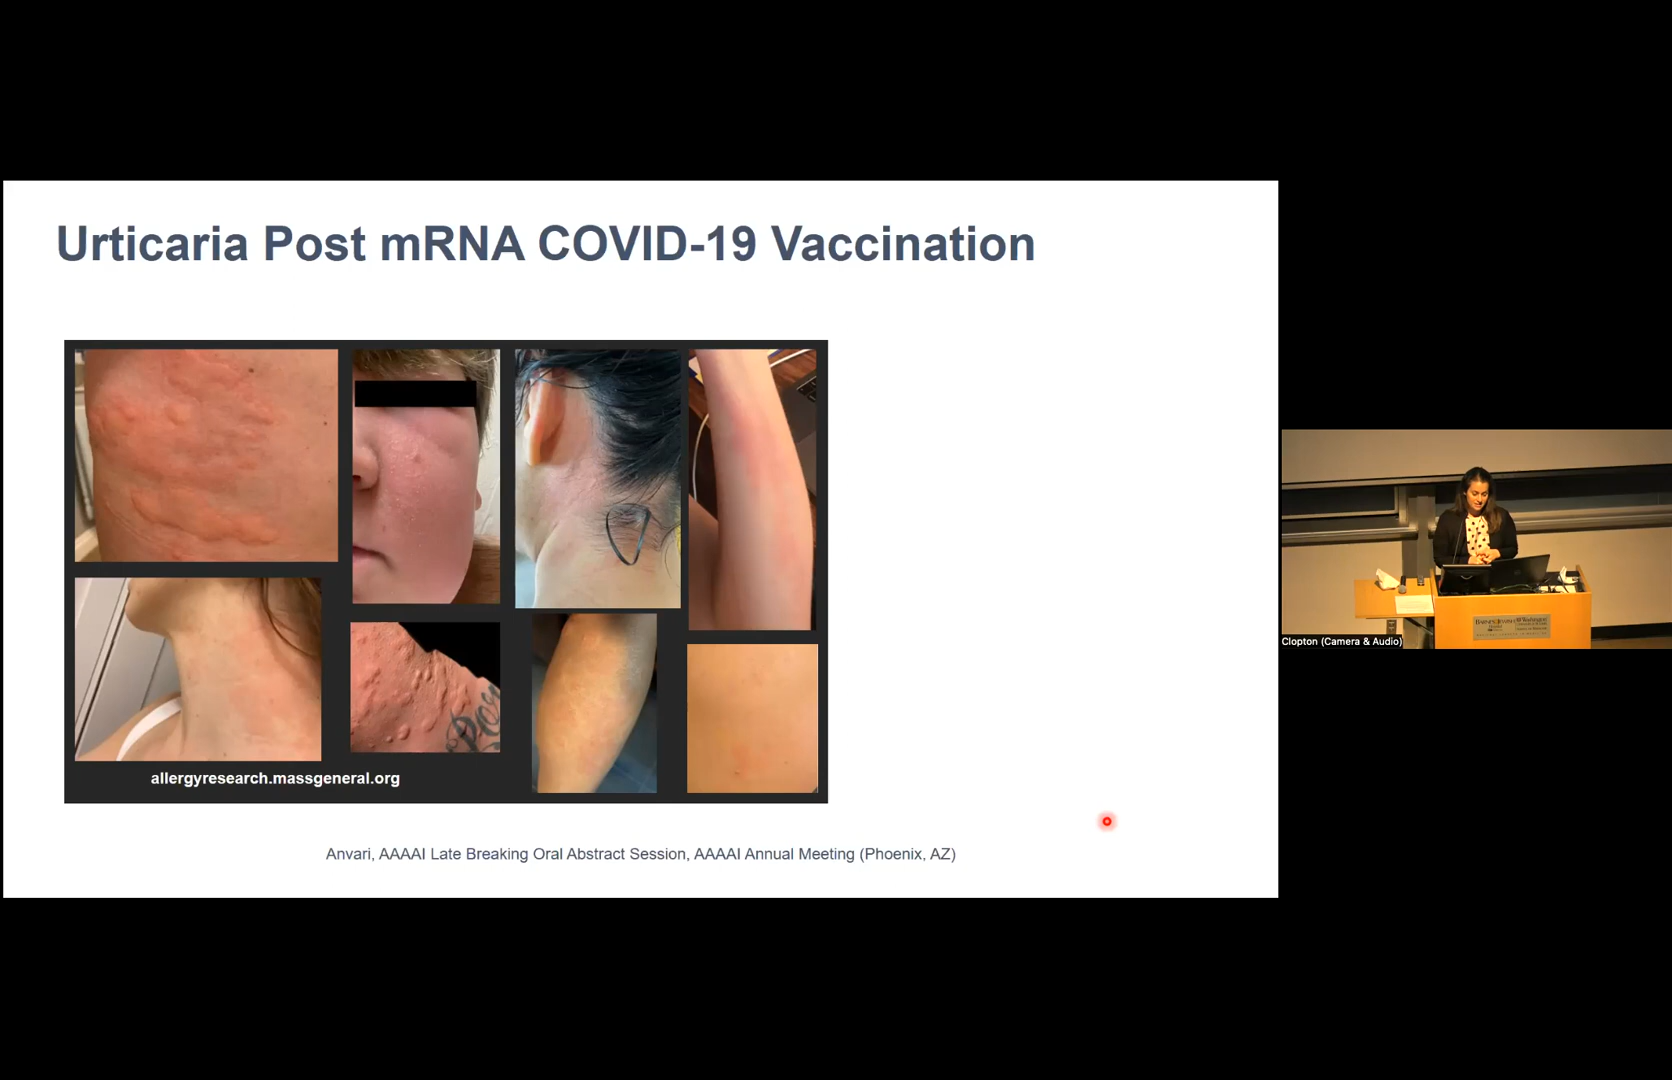 Urticaria Post mRNA COVID-19 Vaccination
allergyresearch.massgeneral.org
Anvari, AAAAI Late Breaking Oral Abstract Session, AAAAI Annual Meeting (Phoenix, AZ)
Clopton (Camera & Audio)